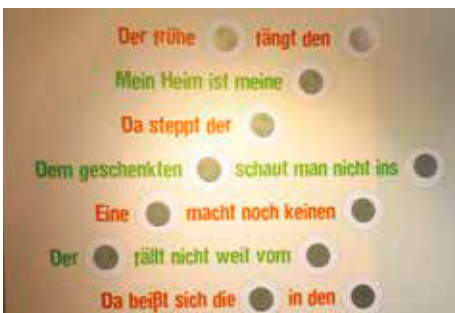 Der frühe fängt den
Mein Heim ist meine
Da steppt der
Dem geschenkten schaut man nicht ins
Eine macht noch keinen
Der fällt nicht weit vom
Da beißt sich die in den